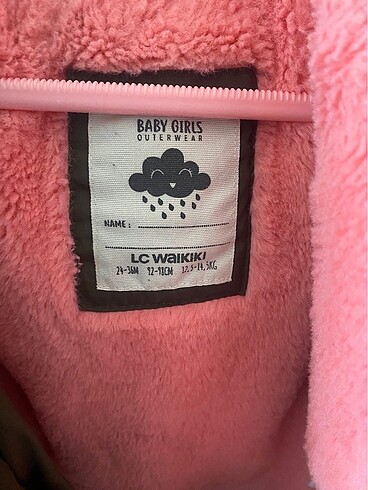 BABY GIRLS
OUTERWEAR
NAME :
LC WAIKIKI
24-36M 92-98CM 12,5-14,5KG